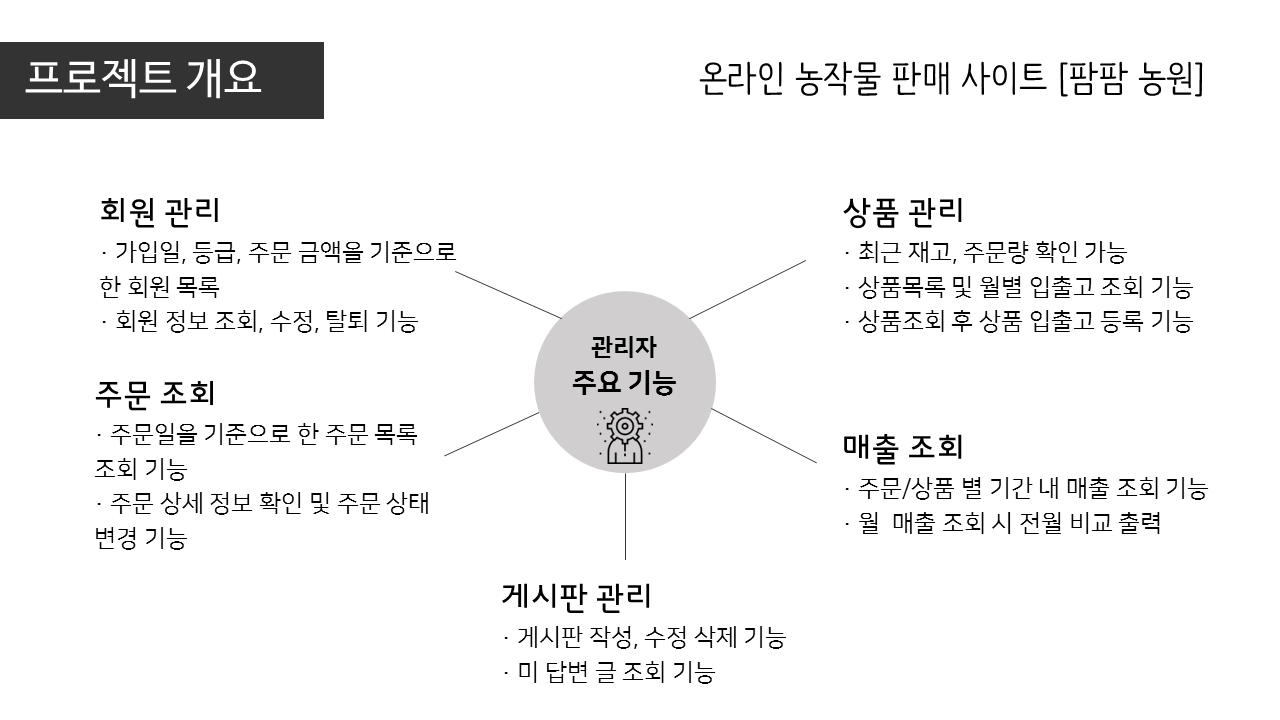 프로젝트 개요
온라인 농작물 판매 사이트 [팜팜 농원]
회원 관리
· 가입일, 등급, 주문 금액을 기준으로
한 회원 목록
· 회원 정보 조회, 수정, 탈퇴 기능
상품 관리
· 최근 재고, 주문량 확인 가능
· 상품목록 및 월별 입출고 조회 기능
· 상품조회 후 상품 입출고 등록 기능
관리자
주요 기능
주문 조회
· 주문일을 기준으로 한 주문 목록
조회 기능
· 주문 상세 정보 확인 및 주문 상태
변경 기능
매출 조회
· 주문/상품 별 기간 내 매출 조회 기능
· 월  매출 조회 시 전월 비교 출력
게시판 관리
· 게시판 작성, 수정 삭제 기능
· 미 답변 글 조회 기능